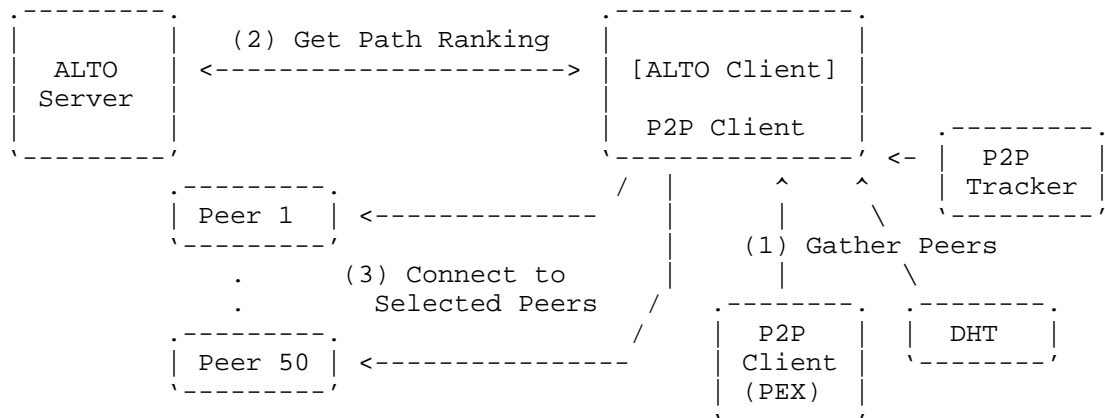 (2) Get Path Ranking
ALTO
Server
[ALTO Client]
P2P Client
P2P
Tracker
Peer 1
(1) Gather Peers
(3) Connect to
Selected Peers
Peer 50
P2P
Client
(PEX)
DHT